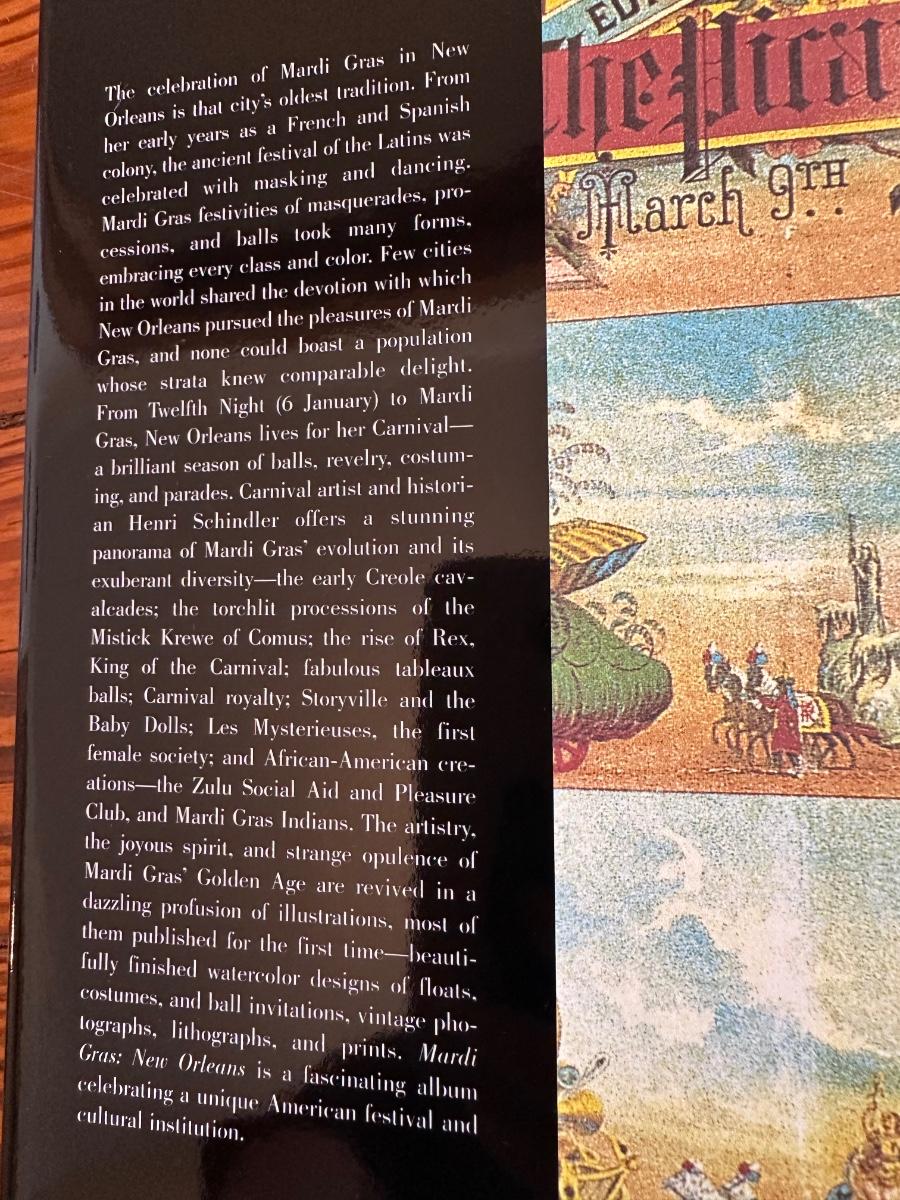 The celebration of Mardi Gras in New
Orleans is that city's oldest tradition. From
her early years as a French and Spanish
colony, the ancient festival of the Latins was
celebrated with masking and dancing.
Mardi Gras festivities of masquerades, pro-
cessions, and balls took many forms,
embracing every class and color. Few cities
in the world shared the devotion with which
New Orleans pursued the pleasures of Mardi
Gras, and none could boast a population
whose strata knew comparable delight.
From Twelfth Night (6 January) to Mardi
Gras, New Orleans lives for her Carnival—
a brilliant season of balls, revelry, costum-
ing, and parades. Carnival artist and histori-
an Henri Schindler offers a stunning
panorama of Mardi Gras' evolution and its
exuberant diversity—the early Creole cav-
alcades; the torchlit processions of the
Mistick Krewe of Comus; the rise of Rex,
King of the Carnival; fabulous tableaux
balls; Carnival royalty; Storyville and the
Baby Dolls; Les Mysterieuses, the first
female society; and African-American cre-
ations—the Zulu Social Aid and Pleasure
Club, and Mardi Gras Indians. The artistry,
the joyous spirit, and strange opulence of
Mardi Gras' Golden Age are revived in a
dazzling profusion of illustrations, most of
them published for the first time—beauti-
fully finished watercolor designs of floats,
costumes, and ball invitations, vintage pho-
tographs, lithographs, and prints. Mardi
Gras: New Orleans is a fascinating album
celebrating a unique American festival and
cultural institution.
The
March 9TH